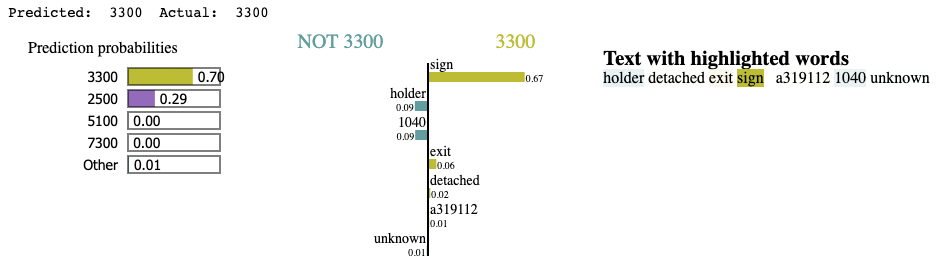 Predicted:  3300  Actual:  3300
Prediction probabilities
3300 0.70
2500 0.29
5100 0.00
7300 0.00
Other 0.01
NOT 3300 3300
sign
0.67
holder
0.09
1040
0.09
exit
0.06
detached
0.02
a319112
0.01
unknown
0.01
Text with highlighted words
holder detached exit sign  a319112 1040 unknown